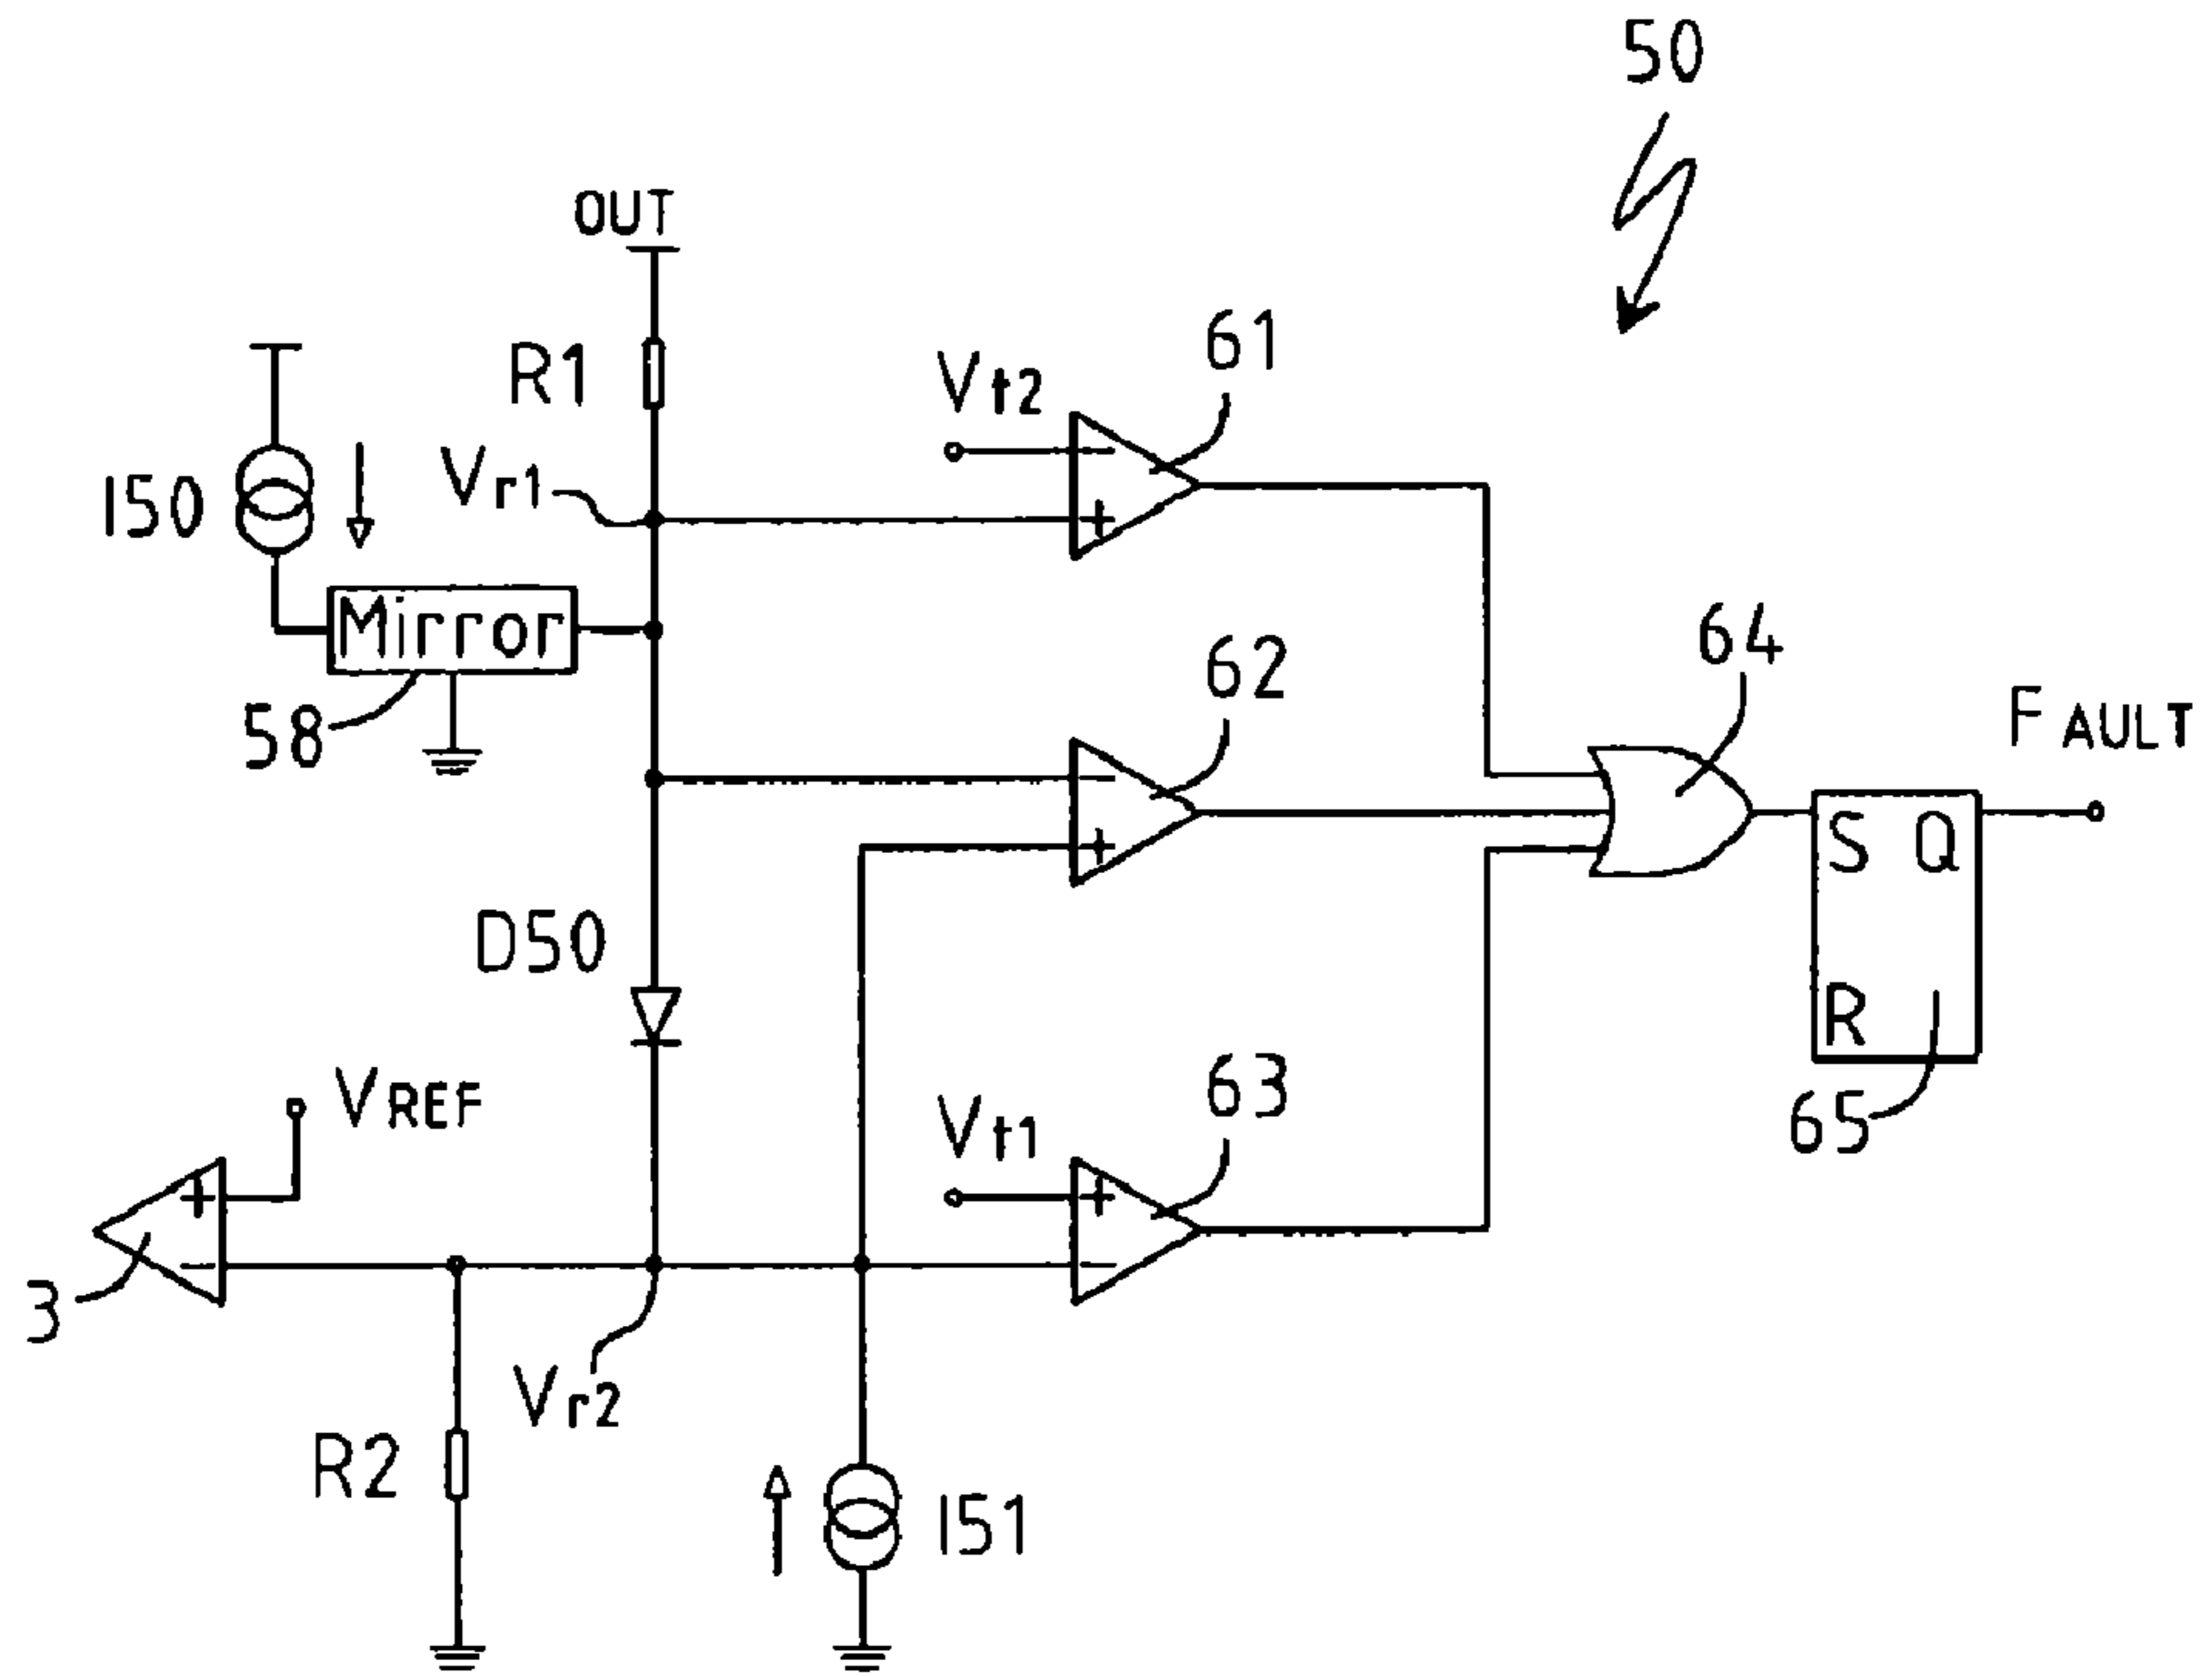 50
OUT
R1
Vt2
61
I50
Vr1
−
+
Mirror
58
62
−
+
64
FAULT
S Q
R
65
D50
VREF
Vt1
63
+
−
+
−
3
Vr2
R2
I51